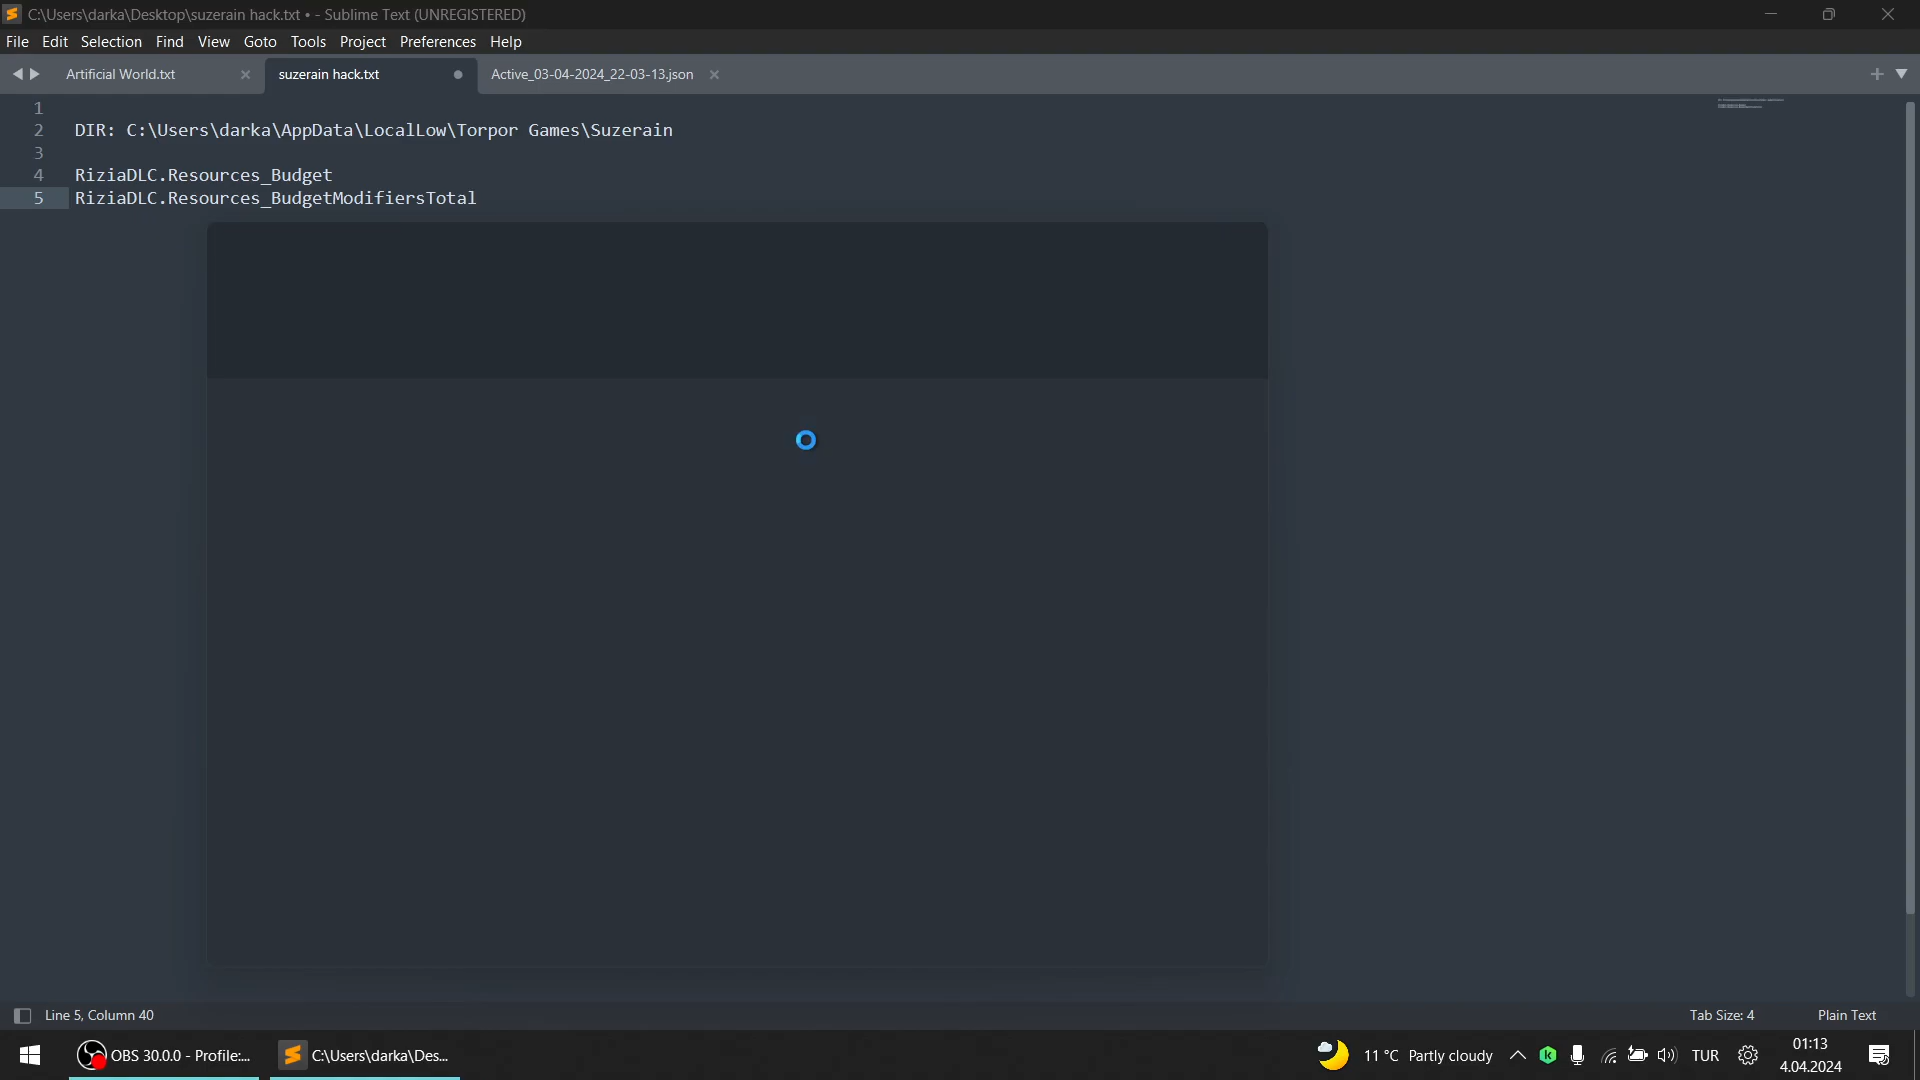 C:\Users\darka\Desktop\suzerain hack.txt • - Sublime Text (UNREGISTERED)
File Edit Selection Find View Goto Tools Project Preferences Help
Artificial World.txt suzerain hack.txt Active_03-04-2024_22-03-13.json
1
2 DIR: C:\Users\darka\AppData\LocalLow\Torpor Games\Suzerain
3
4 RiziaDLC.Resources_Budget
5 RiziaDLC.Resources_BudgetModifiersTotal
Line 5, Column 40 Tab Size: 4 Plain Text
OBS 30.0.0 - Profile:... C:\Users\darka\Des... 11 °C Partly cloudy TUR 01:13
4.04.2024